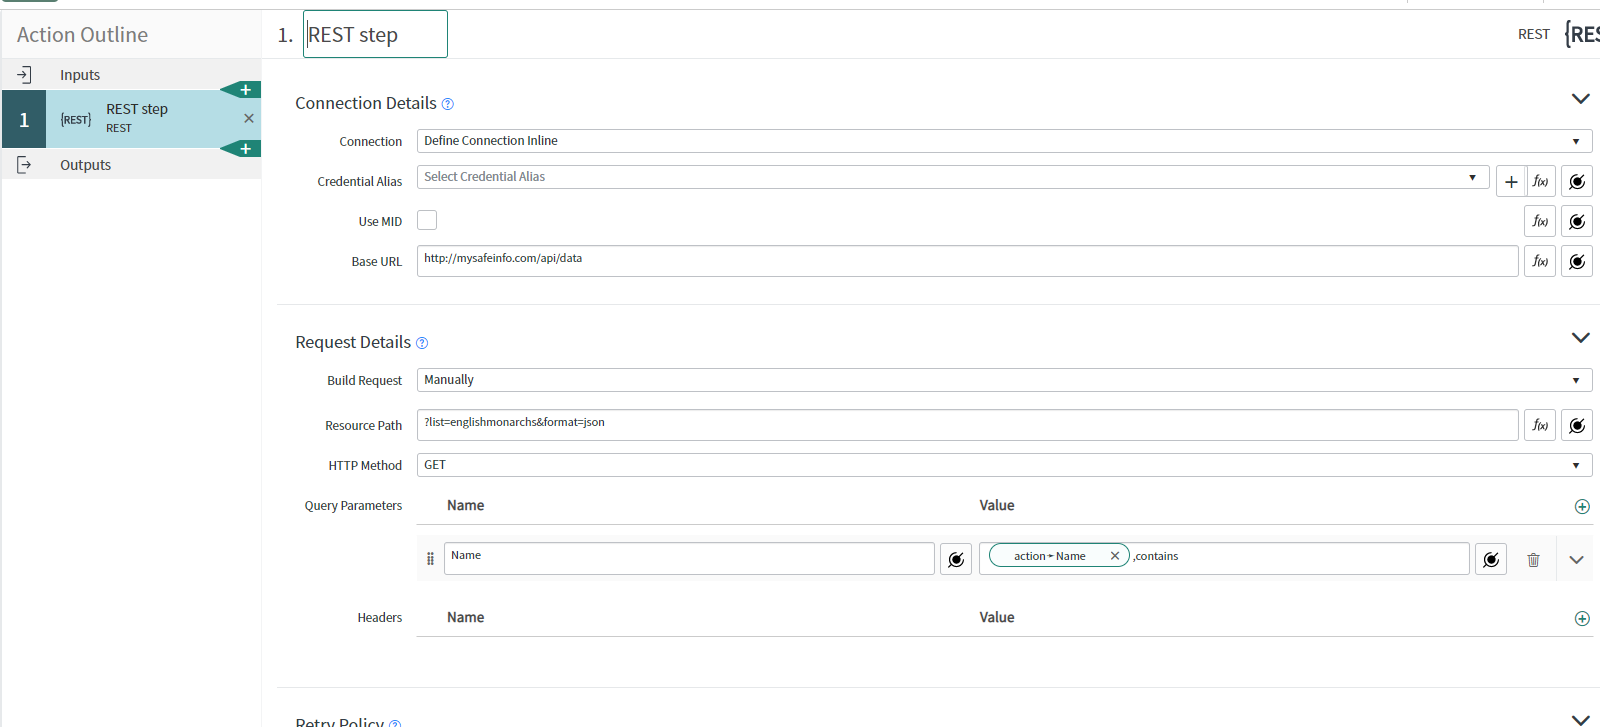 Action Outline
1. REST step
REST {RES
Inputs
+
1 {REST} REST step
REST
+
Outputs
Connection Details ?
Connection Define Connection Inline
Credential Alias Select Credential Alias + f(x)
Use MID f(x)
Base URL http://mysafeinfo.com/api/data f(x)
Request Details ?
Build Request Manually
Resource Path ?list=englishmonarchs&format=json f(x)
HTTP Method GET
Query Parameters Name Value
Name action➛Name ,contains
Headers Name Value
Retry Policy ?